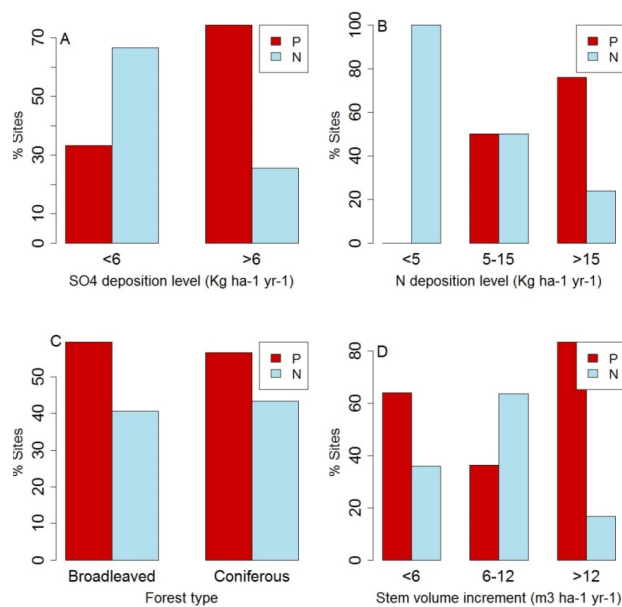 A
P
N
% Sites
70
50
30
10
0
<6
>6
SO4 deposition level (Kg ha-1 yr-1)
B
P
N
% Sites
100
80
60
40
20
0
<5
5-15
>15
N deposition level (Kg ha-1 yr-1)
C
P
N
% Sites
50
40
30
20
10
0
Broadleaved
Coniferous
Forest type
D
P
N
% Sites
80
60
40
20
0
<6
6-12
>12
Stem volume increment (m3 ha-1 yr-1)